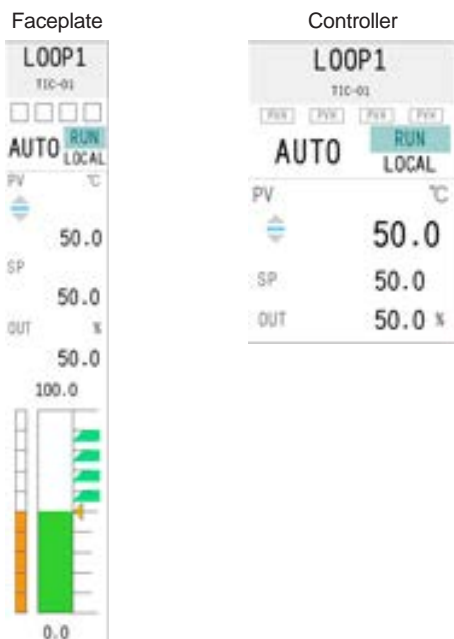 Faceplate
LOOP1
TIC-01
AUTO RUN
LOCAL
PV ℃
50.0
SP
50.0
OUT %
50.0
100.0
0.0
Controller
LOOP1
TIC-01
AUTO RUN
LOCAL
PV ℃
50.0
SP 50.0
OUT 50.0 %